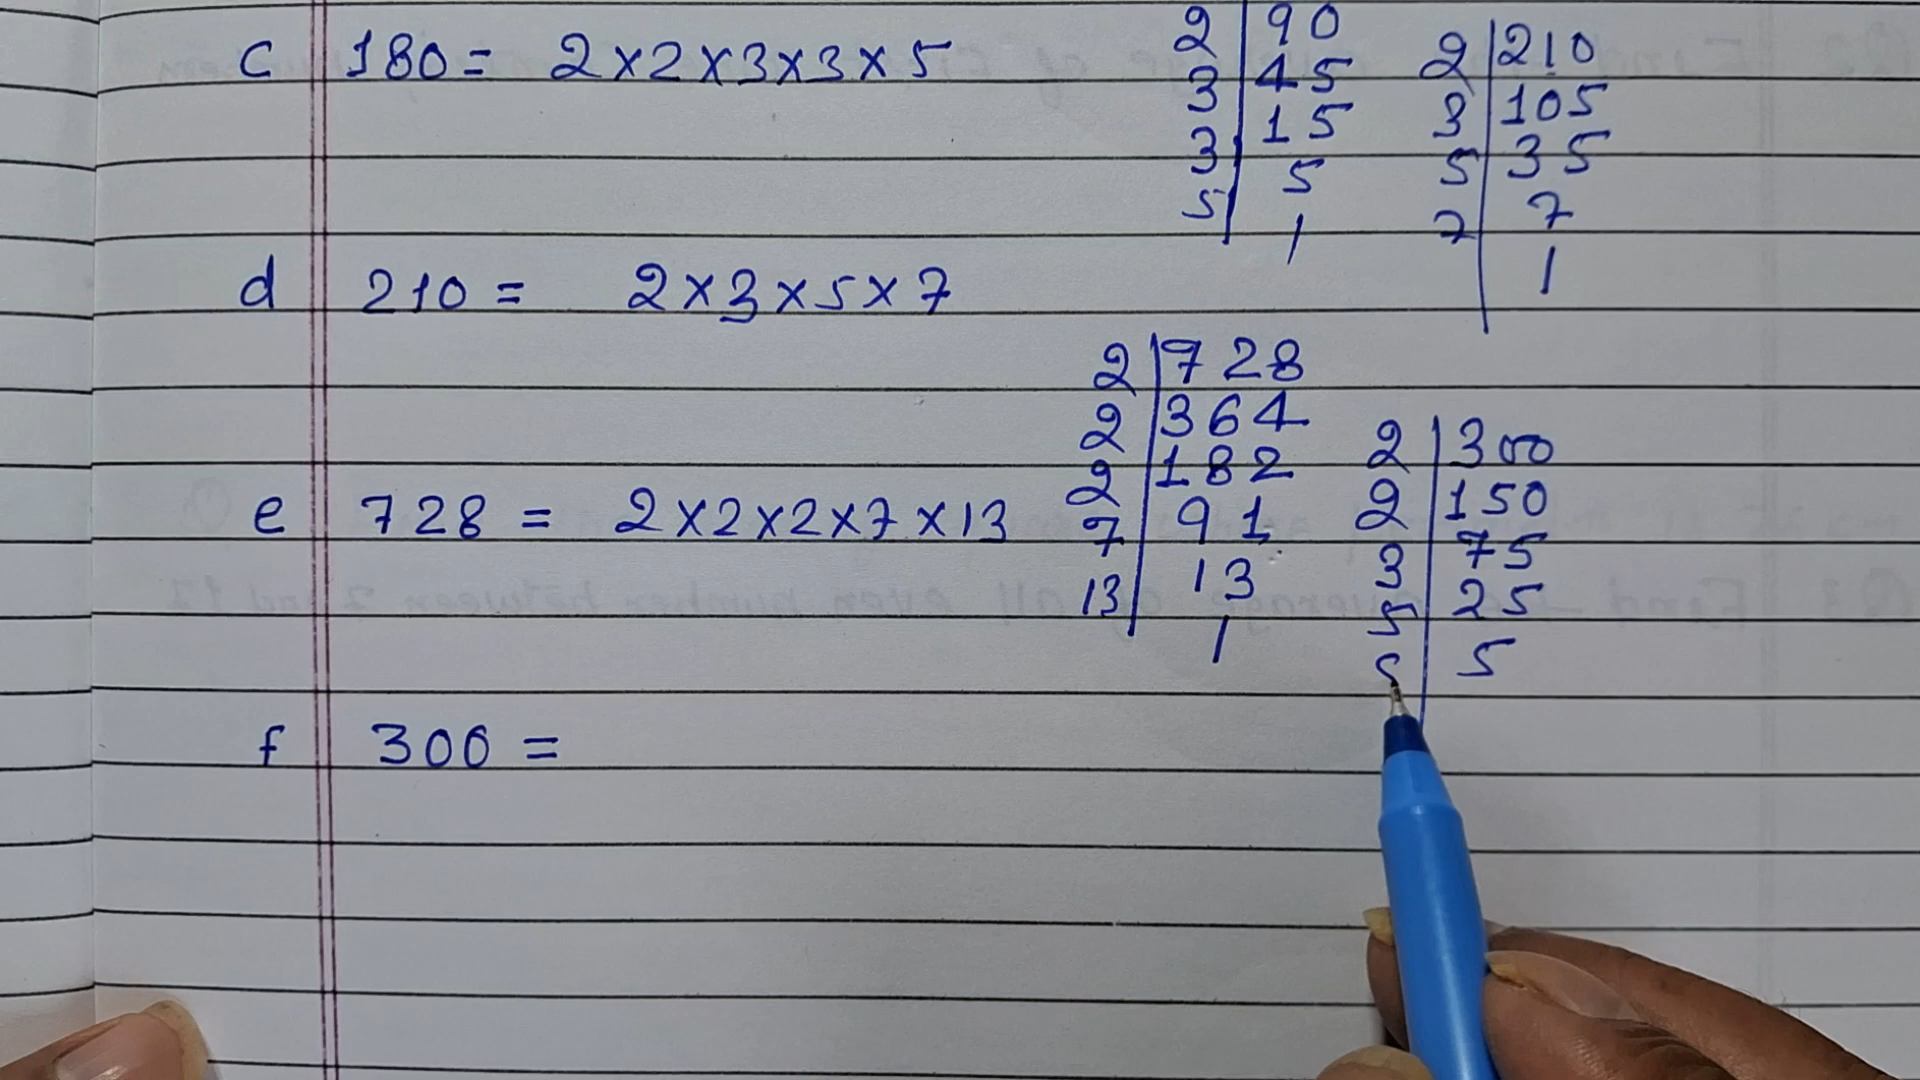 c 180 = 2×2×3×3×5
2 | 90
3 | 45
3 | 15
5 | 5
1
2 | 210
3 | 105
5 | 35
7 | 7
1
d 210 = 2×3×5×7
2 | 728
2 | 364
2 | 182
7 | 91
13 | 13
1
e 728 = 2×2×2×7×13
2 | 300
2 | 150
3 | 75
5 | 25
5 | 5
f 300 =